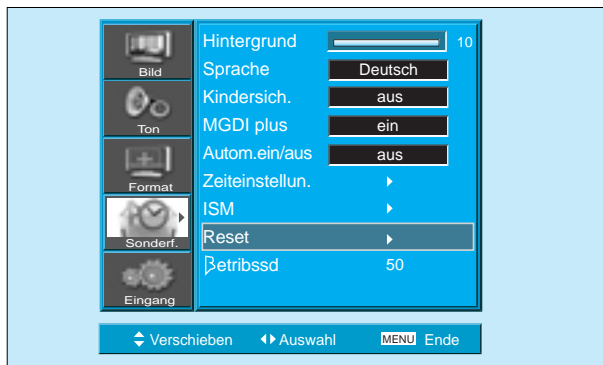 Bild
Ton
Format
Sonderf.
Eingang
Hintergrund 10
Sprache Deutsch
Kindersich. aus
MGDI plus ein
Autom.ein/aus aus
Zeiteinstellun.
ISM
Reset
βetribssd 50
Verschieben Auswahl MENU Ende